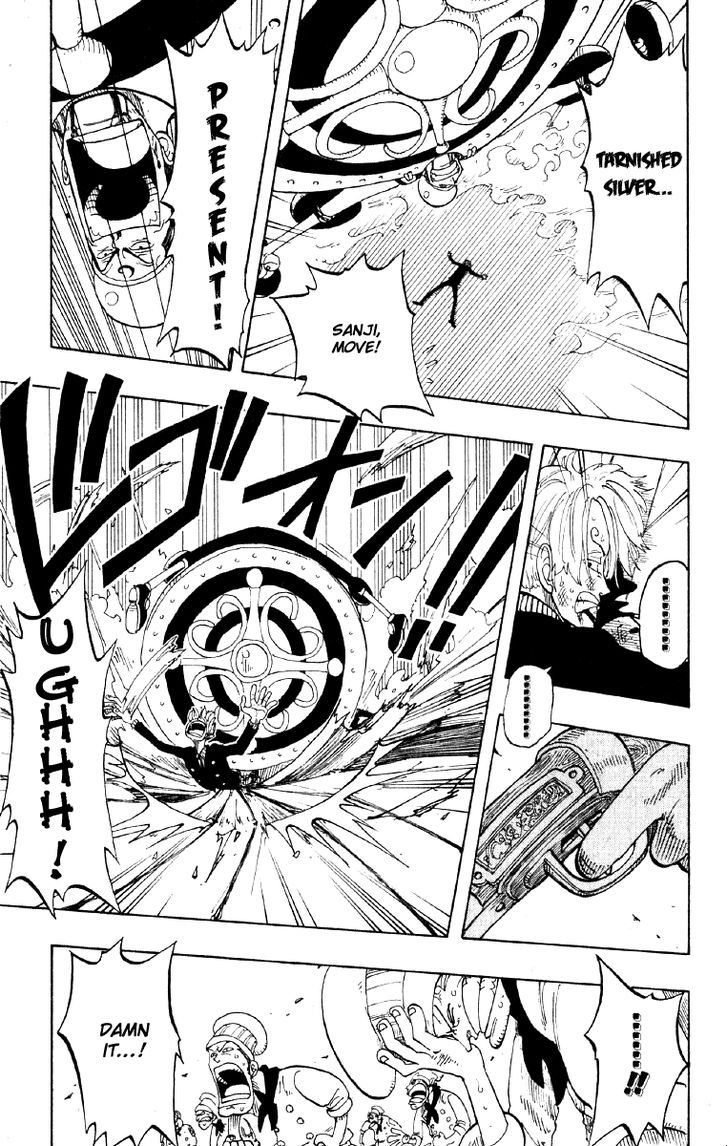 TARNISHED
SILVER...
SANJI,
MOVE!
PRESENT!
.........
.........
ドゴオン!!
UGHHH!
......!!
DAMN
IT...!